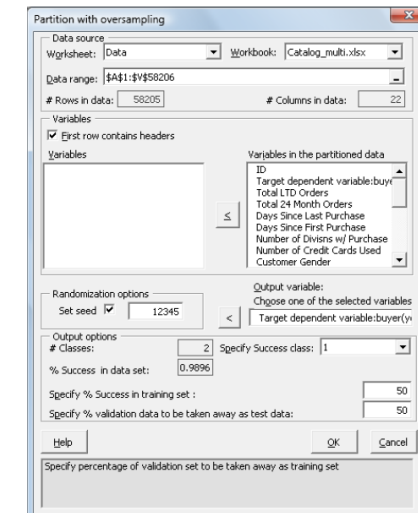 Partition with oversampling
Data source
Worksheet: Data Workbook: Catalog_multi.xlsx
Data range: $A$1:$V$58206
# Rows in data: 58205 # Columns in data: 22
Variables
First row contains headers
Variables Variables in the partitioned data
ID
Target dependent variable:buye
Total LTD Orders
Total 24 Month Orders
Days Since Last Purchase
Days Since First Purchase
Number of Divisns w/ Purchase
Number of Credit Cards Used
Customer Gender
<
Randomization options
Set seed 12345
Output variable:
Choose one of the selected variables
< Target dependent variable:buyer(ye
Output options
# Classes: 2 Specify Success class: 1
% Success in data set: 0.9896
Specify % Success in training set : 50
Specify % validation data to be taken away as test data: 50
Help OK Cancel
Specify percentage of validation set to be taken away as training set